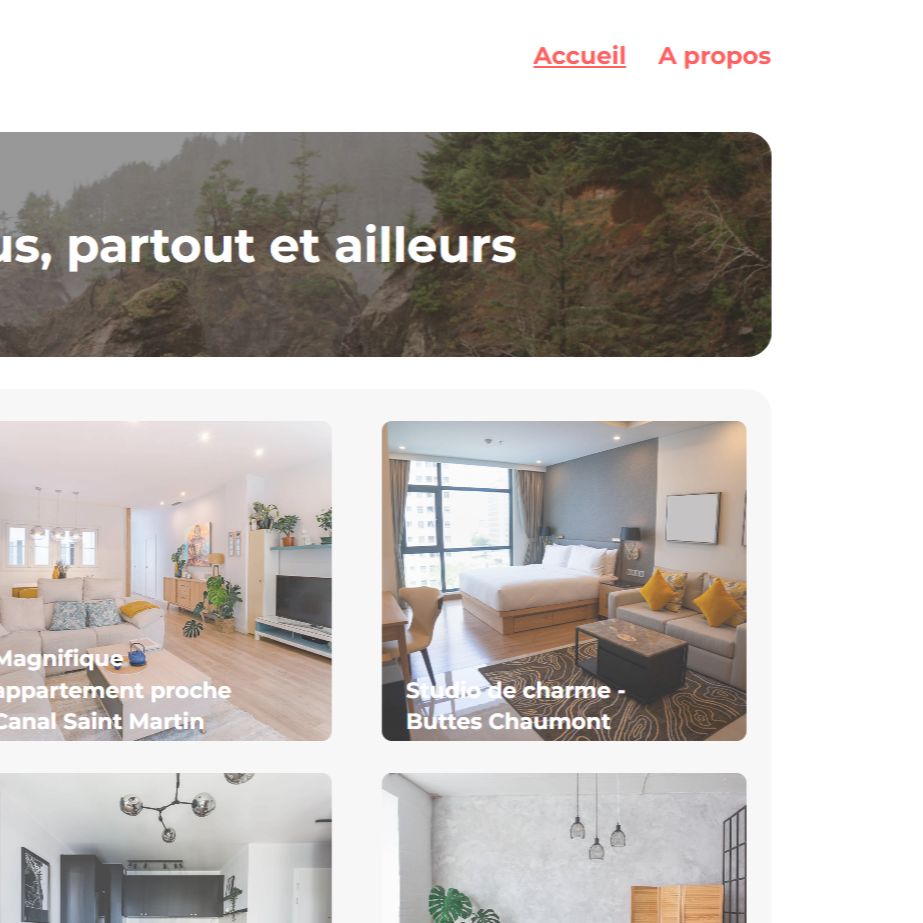 Accueil A propos
us, partout et ailleurs
Magnifique
appartement proche
Canal Saint Martin
Studio de charme -
Buttes Chaumont